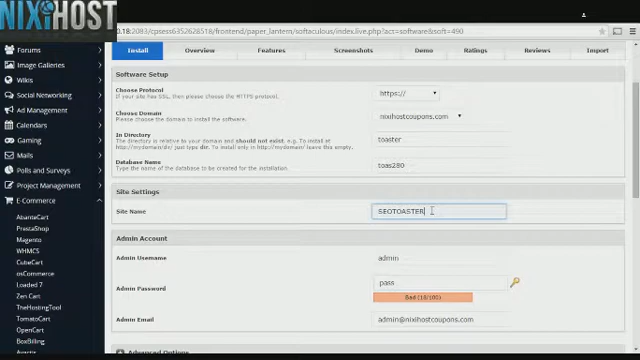 NIXIHOST
0.18:2083/cpsess6352628518/frontend/paper_lantern/softaculous/index.live.php?act=software&soft=490
Forums
Image Galleries
Wikis
Social Networking
Ad Management
Calendars
Gaming
Mails
Polls and Surveys
Project Management
E-Commerce
AbanteCart
PrestaShop
Magento
WHMCS
CubeCart
osCommerce
Loaded 7
Zen Cart
TheHostingTool
TomatoCart
OpenCart
BoxBilling
Install
Overview
Features
Screenshots
Demo
Ratings
Reviews
Import
Software Setup
Choose Protocol
If your site has SSL, then please choose the HTTPS protocol.
https://
Choose Domain
Please choose the domain to install the software.
nixihostcoupons.com
In Directory
The directory is relative to your domain and should not exist. e.g. To install at
http://mydomain/dir/ just type dir. To install only in http://mydomain/ leave this empty.
toaster
Database Name
Type the name of the database to be created for the installation
toas280
Site Settings
Site Name
SEOTOASTER
Admin Account
Admin Username
admin
Admin Password
pass
Bad (18/100)
Admin Email
admin@nixihostcoupons.com
Advanced Options